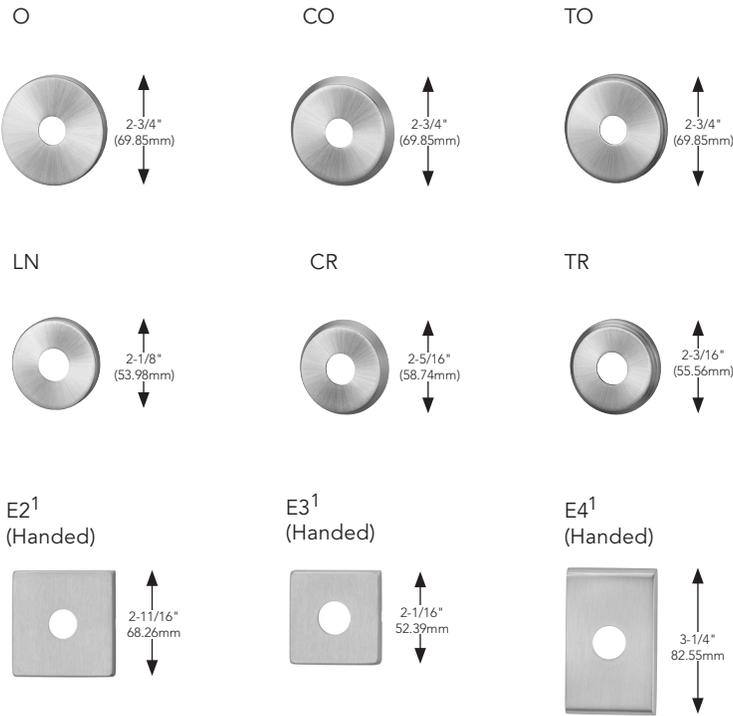 O
CO
TO
2-3/4"
(69.85mm)
2-3/4"
(69.85mm)
2-3/4"
(69.85mm)
LN
CR
TR
2-1/8"
(53.98mm)
2-5/16"
(58.74mm)
2-3/16"
(55.56mm)
E2¹
(Handed)
E3¹
(Handed)
E4¹
(Handed)
2-11/16"
68.26mm
2-1/16"
52.39mm
3-1/4"
82.55mm